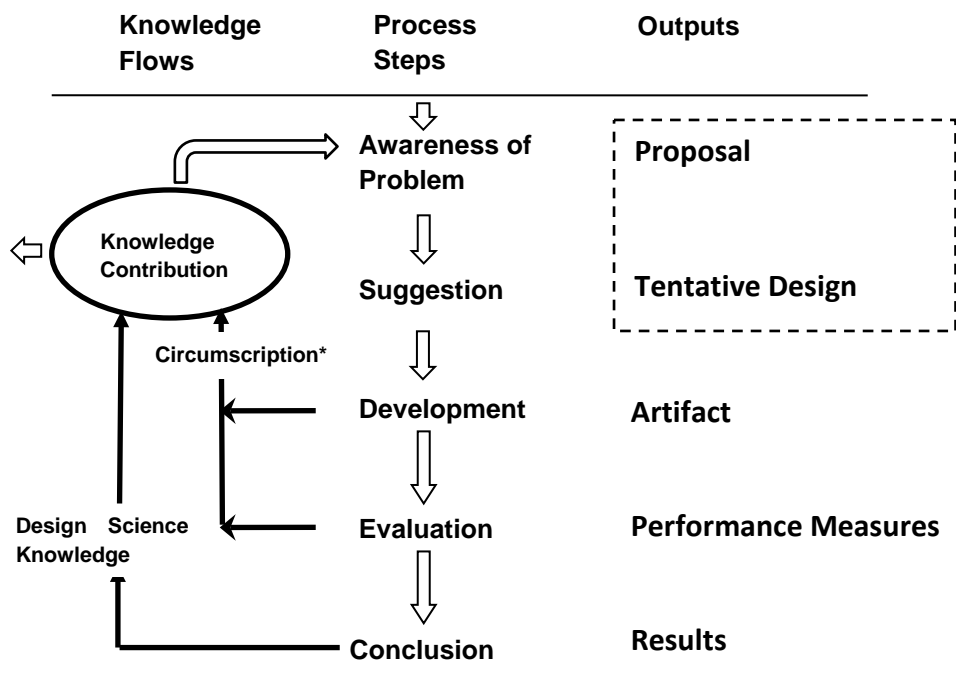 Knowledge
Flows
Process
Steps
Outputs
Awareness of
Problem
Proposal
Knowledge
Contribution
Suggestion
Tentative Design
Circumscription*
Development
Artifact
Design Science
Knowledge
Evaluation
Performance Measures
Conclusion
Results